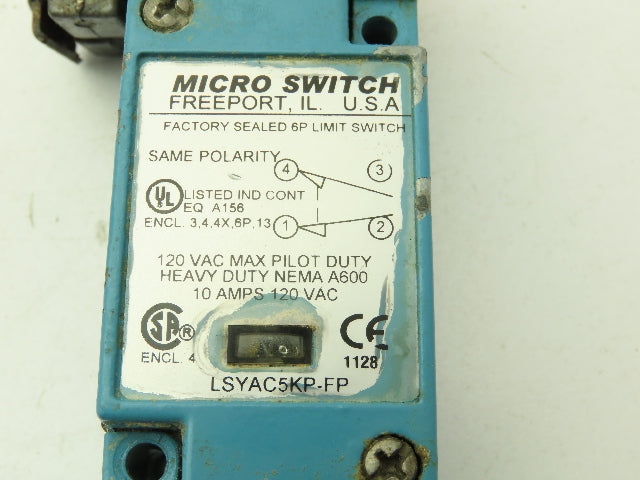 MICRO SWITCH
FREEPORT, IL. U.S.A
FACTORY SEALED 6P LIMIT SWITCH
SAME POLARITY 4 3
UL LISTED IND CONT
EQ A156
ENCL. 3,4,4X,6P,13 1 2
120 VAC MAX PILOT DUTY
HEAVY DUTY NEMA A600
10 AMPS 120 VAC
SA ® CE
ENCL. 4 1128
LSYAC5KP-FP